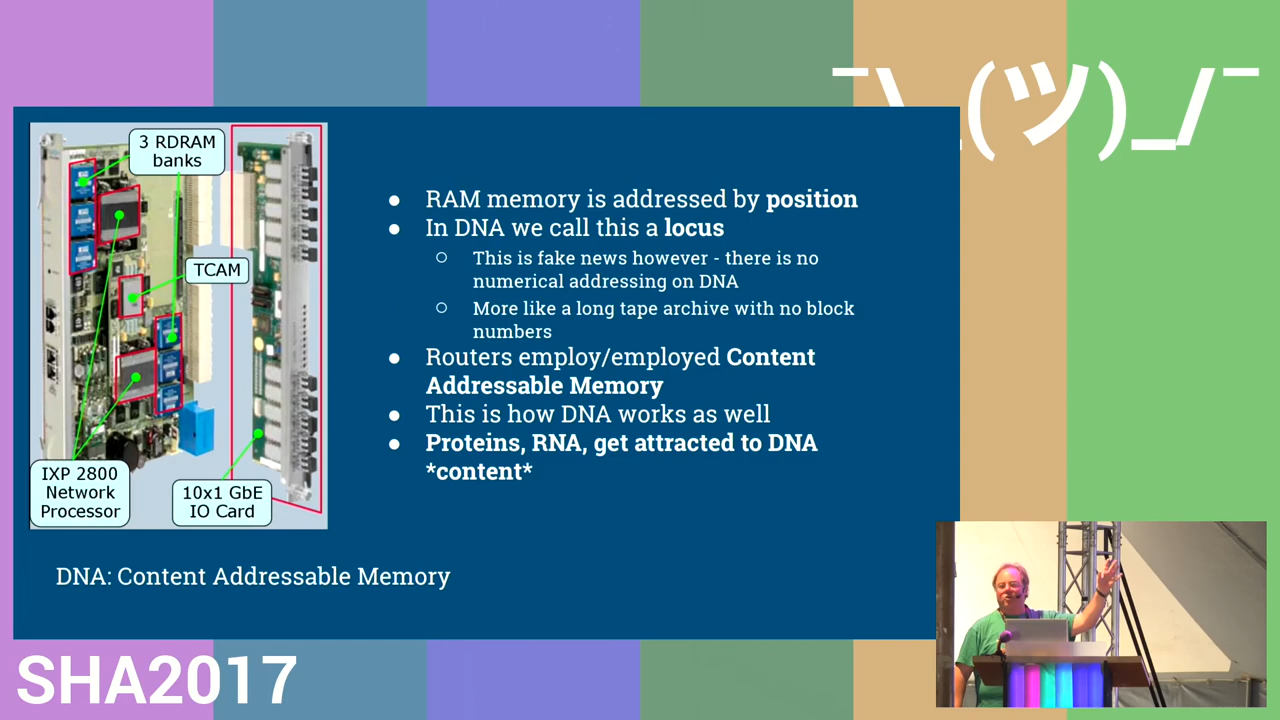 ¯\_(ツ)_/¯
3 RDRAM
banks
TCAM
IXP 2800
Network
Processor
10x1 GbE
IO Card
● RAM memory is addressed by position
● In DNA we call this a locus
○ This is fake news however - there is no
numerical addressing on DNA
○ More like a long tape archive with no block
numbers
● Routers employ/employed Content
Addressable Memory
● This is how DNA works as well
● Proteins, RNA, get attracted to DNA
*content*
DNA: Content Addressable Memory
SHA2017